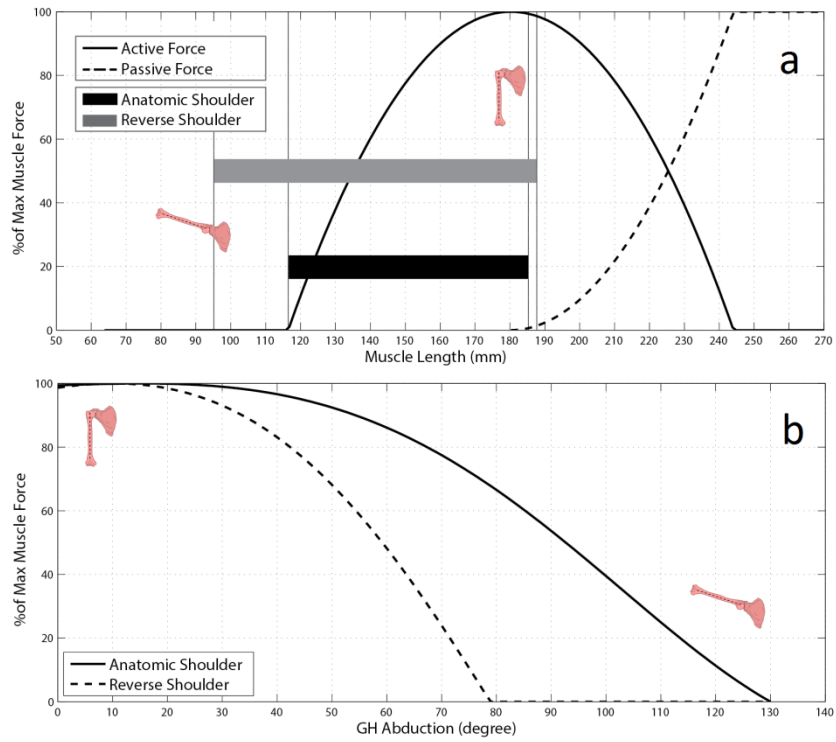 a
Active Force
Passive Force
Anatomic Shoulder
Reverse Shoulder
%of Max Muscle Force
100
80
60
40
20
0
50 60 70 80 90 100 110 120 130 140 150 160 170 180 190 200 210 220 230 240 250 260 270
Muscle Length (mm)
b
%of Max Muscle Force
100
80
60
40
20
0
Anatomic Shoulder
Reverse Shoulder
0 10 20 30 40 50 60 70 80 90 100 110 120 130 140
GH Abduction (degree)